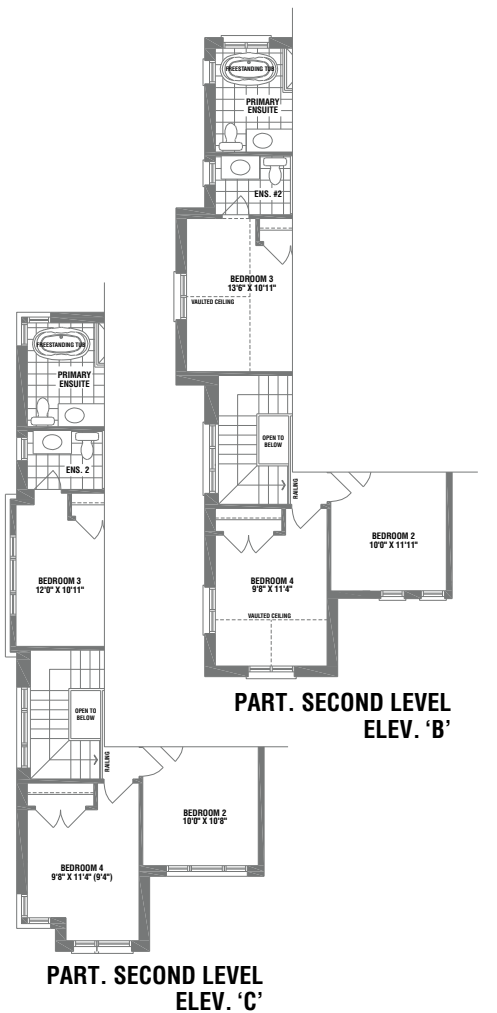 FREESTANDING TUB
PRIMARY
ENSUITE
ENS. #2
BEDROOM 3
13'6" X 10'11"
VAULTED CEILING
OPEN TO
BELOW
RAILING
BEDROOM 2
10'0" X 11'11"
BEDROOM 4
9'8" X 11'4"
VAULTED CEILING
PART. SECOND LEVEL
ELEV. ‘B’
FREESTANDING TUB
PRIMARY
ENSUITE
ENS. 2
BEDROOM 3
12'0" X 10'11"
OPEN TO
BELOW
RAILING
BEDROOM 2
10'0" X 10'8"
BEDROOM 4
9'8" X 11'4" (9'4")
PART. SECOND LEVEL
ELEV. ‘C’